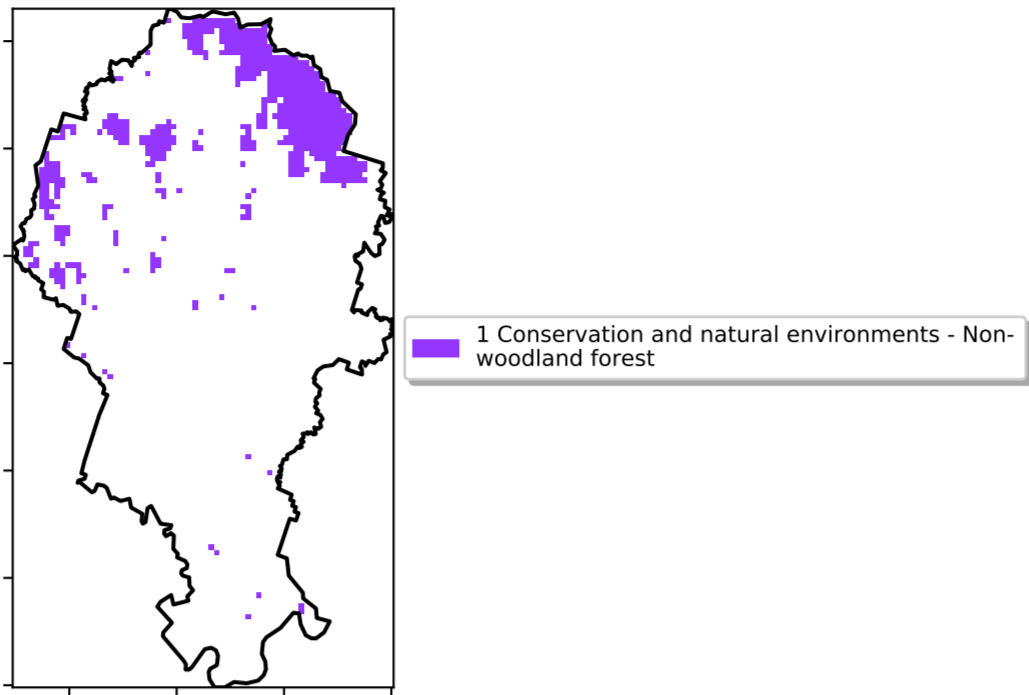 1 Conservation and natural environments - Non-
woodland forest